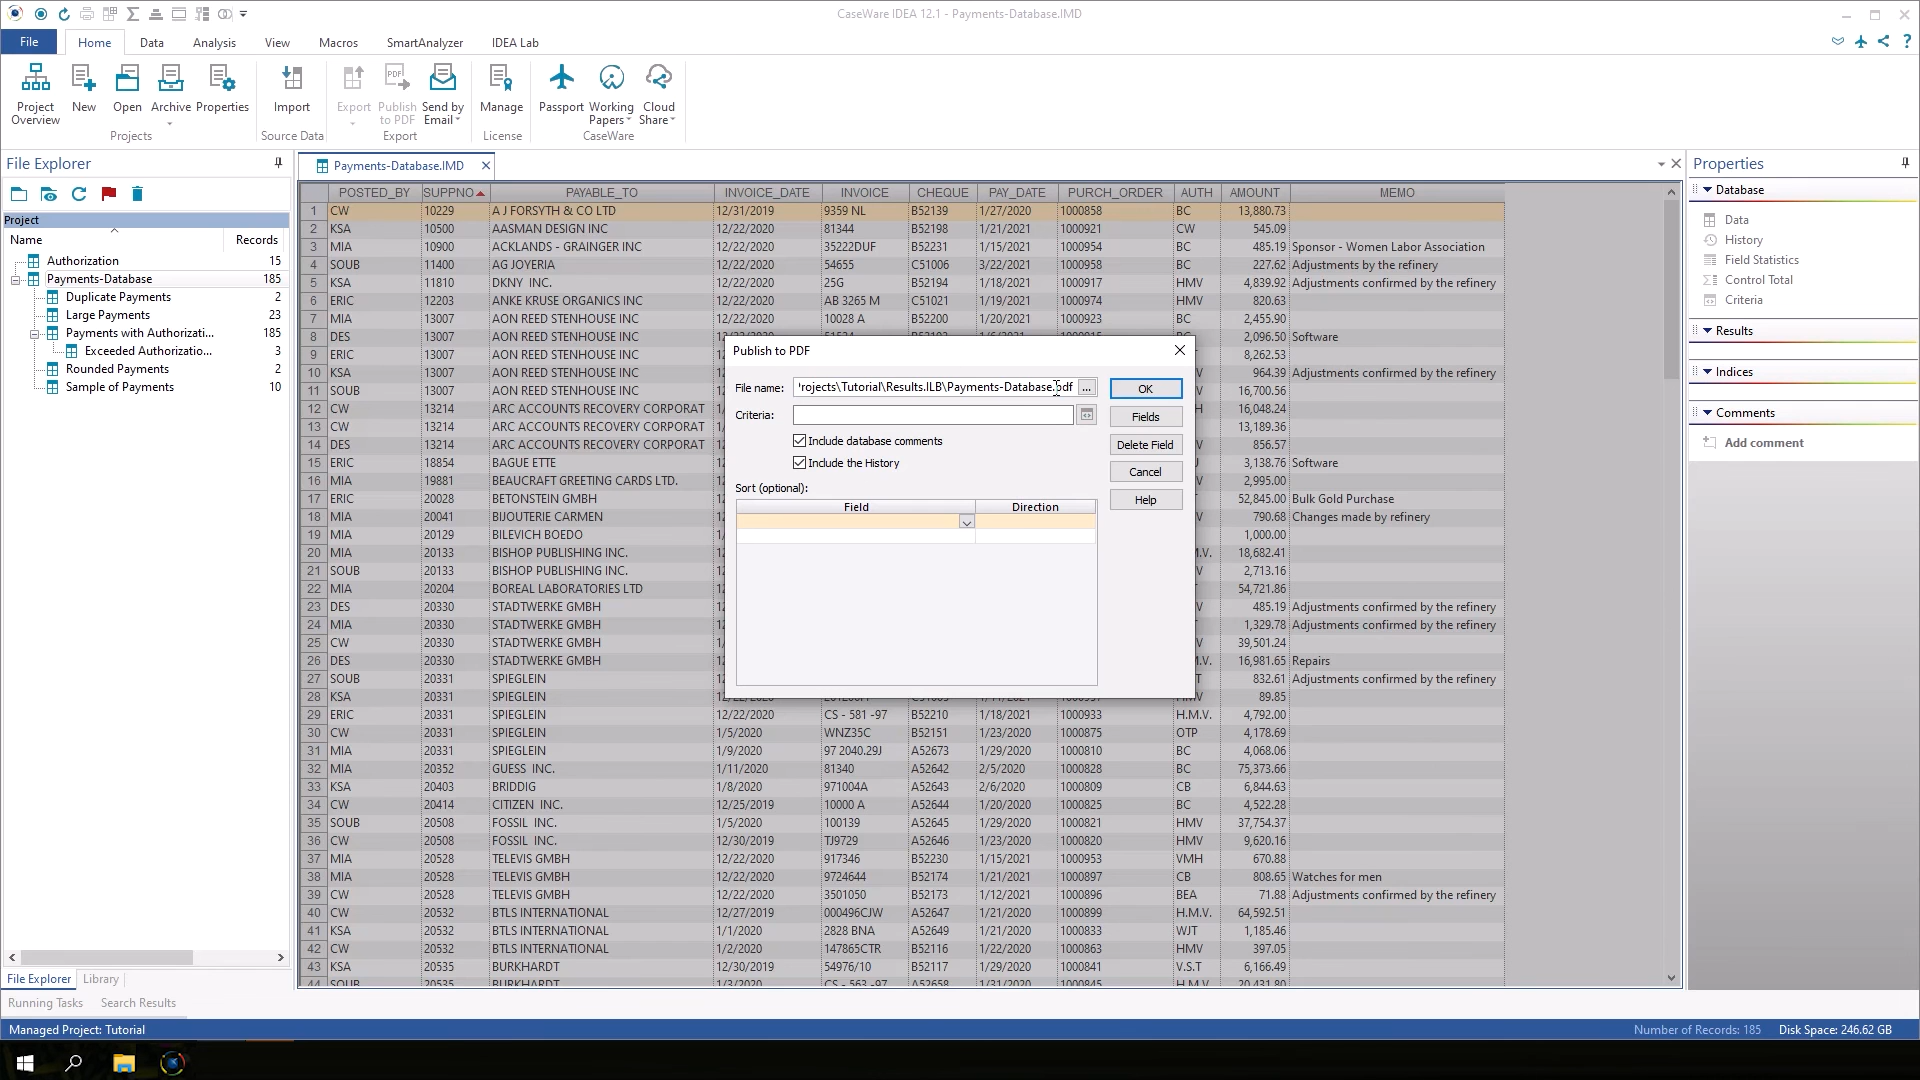 CaseWare IDEA 12.1 - Payments-Database.IMD
File Home Data Analysis View Macros SmartAnalyzer IDEA Lab
Project Overview New Open Archive Properties Import Export Publish to PDF Send by Email Manage Passport Working Papers Cloud Share
Projects Source Data Export License CaseWare
File Explorer
Payments-Database.IMD
Properties
Project
Name Records
Authorization 15
Payments-Database 185
Duplicate Payments 2
Large Payments 23
Payments with Authorizati... 185
Exceeded Authorizatio... 3
Rounded Payments 2
Sample of Payments 10
POSTED_BY SUPPNO PAYABLE_TO INVOICE_DATE INVOICE CHEQUE PAY_DATE PURCH_ORDER AUTH AMOUNT MEMO
1 CW 10229 A J FORSYTH & CO LTD 12/31/2019 9359 NL B52139 1/27/2020 1000858 BC 13,880.73
2 KSA 10500 AASMAN DESIGN INC 12/22/2020 81344 B52198 1/21/2021 1000921 CW 545.09
3 MIA 10900 ACKLANDS - GRAINGER INC 12/22/2020 35222DUF B52231 1/15/2021 1000954 BC 485.19 Sponsor - Women Labor Association
4 SOUB 11400 AG JOYERIA 12/22/2020 54655 C51006 3/22/2021 1000958 BC 227.62 Adjustments by the refinery
5 KSA 11810 DKNY INC. 12/22/2020 25G B52194 1/18/2021 1000917 HMV 4,839.92 Adjustments confirmed by the refinery
6 ERIC 12203 ANKE KRUSE ORGANICS INC 12/22/2020 AB 3265 M C51021 1/19/2021 1000974 HMV 820.63
7 MIA 13007 AON REED STENHOUSE INC 12/22/2020 10028 A B52200 1/20/2021 1000923 BC 2,455.90
8 DES 13007 AON REED STENHOUSE INC 2,096.50 Software
9 ERIC 13007 AON REED STENHOUSE INC 8,262.53
10 KSA 13007 AON REED STENHOUSE INC 964.39 Adjustments confirmed by the refinery
11 SOUB 13007 AON REED STENHOUSE INC 16,700.56
12 CW 13214 ARC ACCOUNTS RECOVERY CORPORAT 16,048.24
13 CW 13214 ARC ACCOUNTS RECOVERY CORPORAT 13,189.36
14 DES 13214 ARC ACCOUNTS RECOVERY CORPORAT 856.57
15 ERIC 18854 BAGUE ETTE 3,138.76 Software
16 MIA 19881 BEAUCRAFT GREETING CARDS LTD. 2,995.00
17 ERIC 20028 BETONSTEIN GMBH 52,845.00 Bulk Gold Purchase
18 MIA 20041 BIJOUTERIE CARMEN 790.68 Changes made by refinery
19 MIA 20129 BILEVICH BOEDO 1,000.00
20 MIA 20133 BISHOP PUBLISHING INC. 18,682.41
21 SOUB 20133 BISHOP PUBLISHING INC. 2,713.16
22 MIA 20204 BOREAL LABORATORIES LTD 54,721.86
23 DES 20330 STADTWERKE GMBH 485.19 Adjustments confirmed by the refinery
24 MIA 20330 STADTWERKE GMBH 1,329.78 Adjustments confirmed by the refinery
25 CW 20330 STADTWERKE GMBH 39,501.24
26 DES 20330 STADTWERKE GMBH 16,981.65 Repairs
27 SOUB 20331 SPIEGLEIN 832.61 Adjustments confirmed by the refinery
28 KSA 20331 SPIEGLEIN HMV 89.85
29 ERIC 20331 SPIEGLEIN 12/22/2020 CS - 581 -97 B52210 1/18/2021 1000933 H.M.V. 4,792.00
30 CW 20331 SPIEGLEIN 1/5/2020 WNZ35C B52151 1/23/2020 1000875 OTP 4,178.69
31 MIA 20331 SPIEGLEIN 1/9/2020 97 2040.29J A52673 1/29/2020 1000810 BC 4,068.06
32 MIA 20352 GUESS INC. 1/11/2020 81340 A52642 2/5/2020 1000828 BC 75,373.66
33 KSA 20403 BRIDDIG 1/8/2020 971004A A52643 2/6/2020 1000809 CB 6,844.63
34 CW 20414 CITIZEN INC. 12/25/2019 10000 A A52644 1/20/2020 1000825 BC 4,522.28
35 SOUB 20508 FOSSIL INC. 1/5/2020 100139 A52645 1/29/2020 1000821 HMV 37,754.37
36 CW 20508 FOSSIL INC. 12/30/2019 TJ9729 A52646 1/29/2020 1000820 HMV 9,620.16
37 MIA 20528 TELEVIS GMBH 12/22/2020 917346 B52230 1/15/2021 1000953 VMH 670.88
38 MIA 20528 TELEVIS GMBH 12/22/2020 9724644 B52174 1/21/2021 1000897 CB 808.65 Watches for men
39 CW 20528 TELEVIS GMBH 12/22/2020 3501050 B52173 1/12/2021 1000896 BEA 71.88 Adjustments confirmed by the refinery
40 CW 20532 BTLS INTERNATIONAL 12/27/2019 000496CJW A52647 1/21/2020 1000899 H.M.V. 64,592.51
41 KSA 20532 BTLS INTERNATIONAL 1/1/2020 2828 BNA A52649 1/21/2020 1000833 WJT 1,185.46
42 CW 20532 BTLS INTERNATIONAL 1/2/2020 147865CTR B52116 1/22/2020 1000863 HMV 397.05
43 KSA 20535 BURKHARDT 12/30/2019 54976/10 B52117 1/29/2020 1000841 V.S.T 6,166.49
44 SOUB 20535 BURKHARDT 1/3/2020 CS - 563 -97 A52658 1/31/2020 1000845 H.M.V. 20,431.80
Publish to PDF
File name: rojects\Tutorial\Results.ILB\Payments-Database.pdf ... OK
Criteria: Fields
Include database comments Delete Field
Include the History Cancel
Sort (optional): Help
Field Direction
Database
Data
History
Field Statistics
Control Total
Criteria
Results
Indices
Comments
Add comment
File Explorer Library
Running Tasks Search Results
Managed Project: Tutorial Number of Records: 185 Disk Space: 246.62 GB